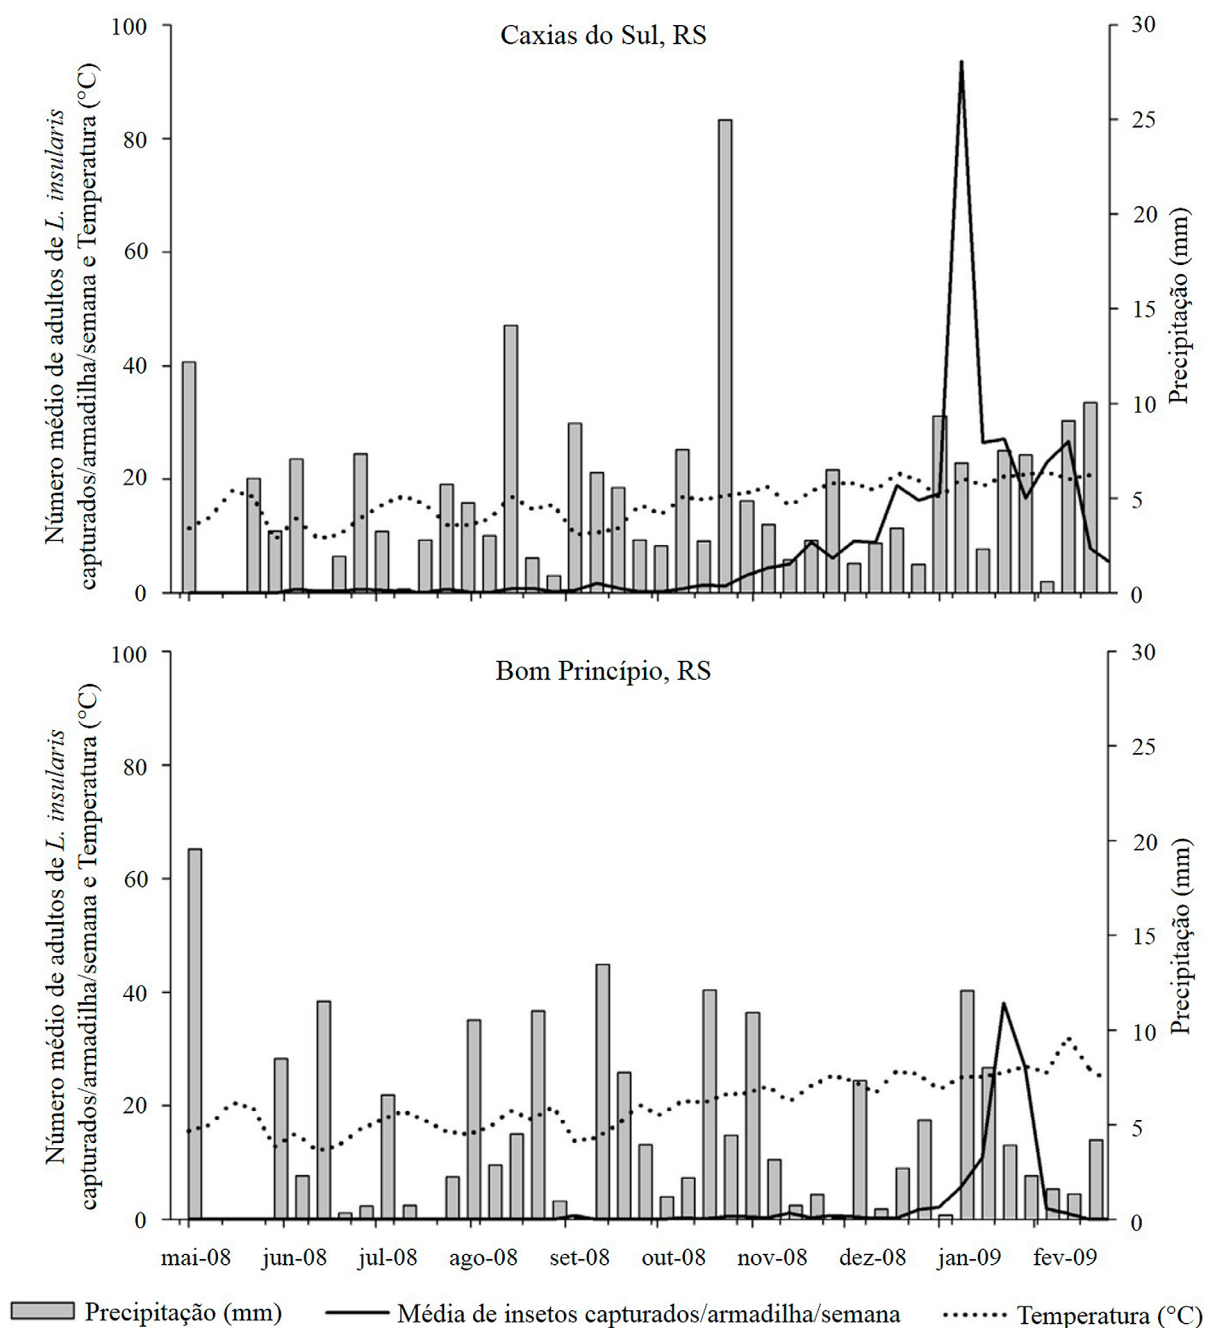 Caxias do Sul, RS
Número médio de adultos de L. insularis
capturados/armadilha/semana e Temperatura (°C)
100
80
60
40
20
0
30
25
20
15
10
5
0
Precipitação (mm)
Bom Princípio, RS
Número médio de adultos de L. insularis
capturados/armadilha/semana e Temperatura (°C)
100
80
60
40
20
0
30
25
20
15
10
5
0
Precipitação (mm)
mai-08 jun-08 jul-08 ago-08 set-08 out-08 nov-08 dez-08 jan-09 fev-09
Precipitação (mm) Média de insetos capturados/armadilha/semana Temperatura (°C)